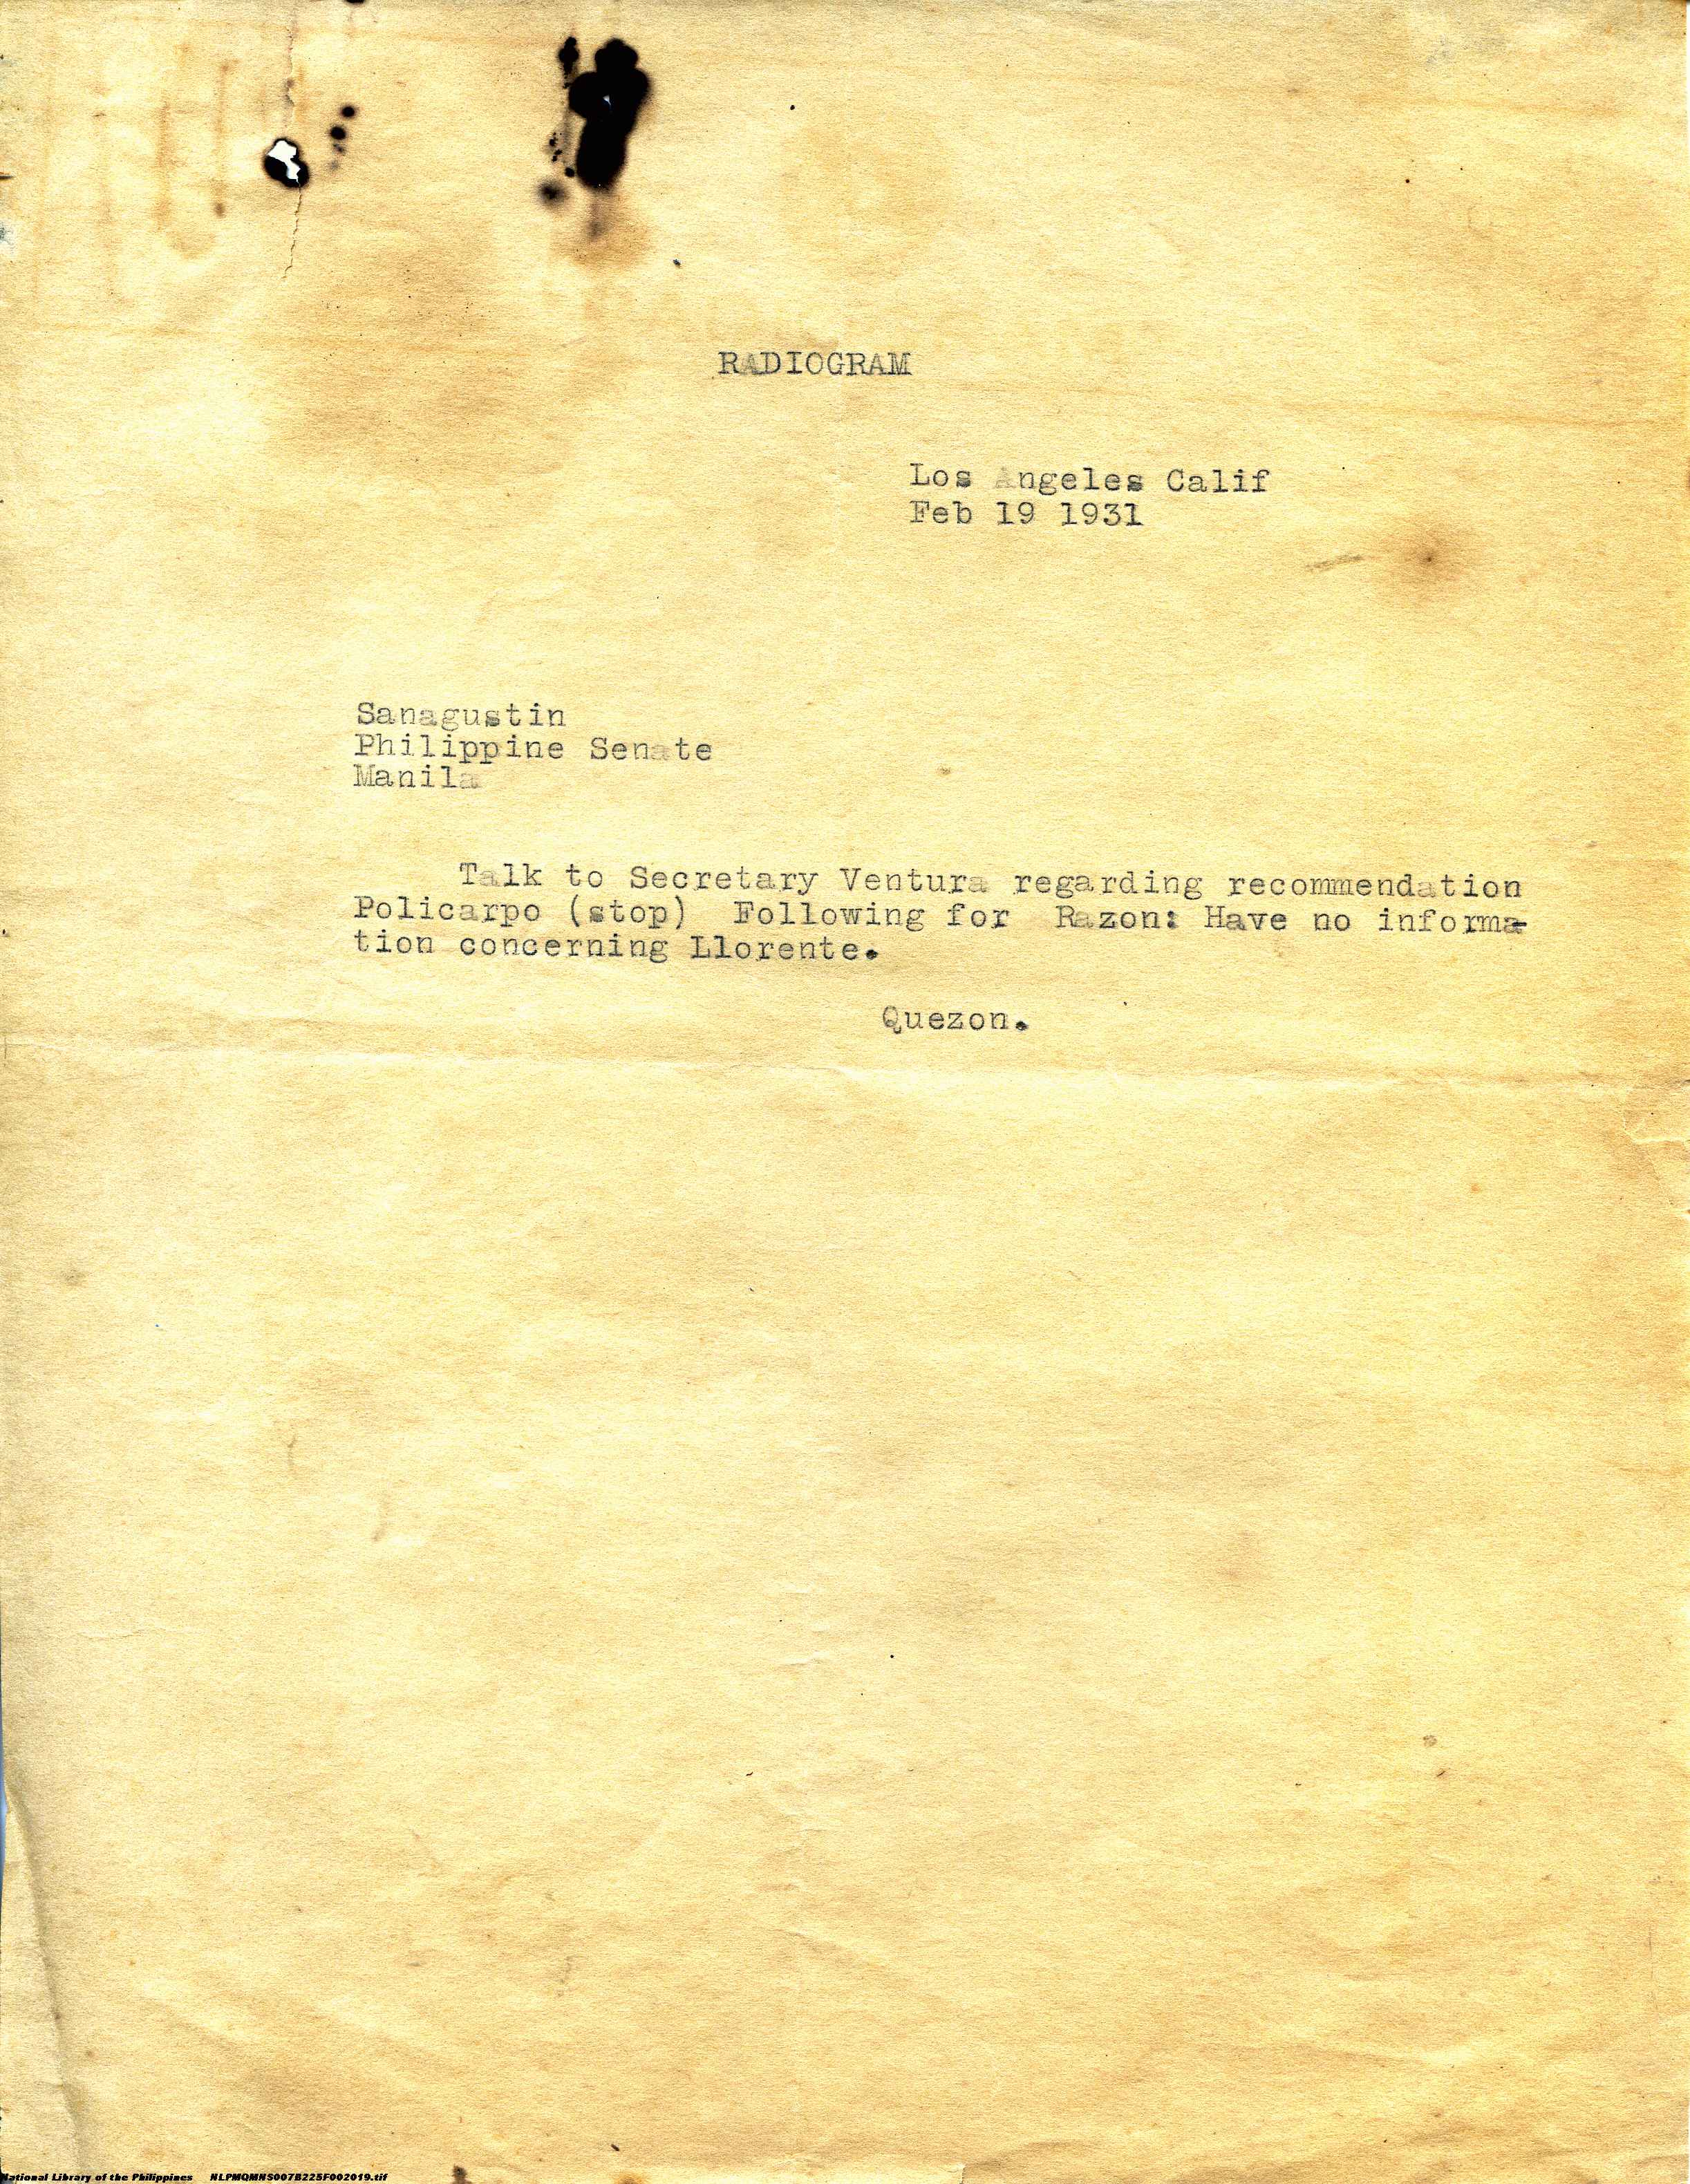 RADIOGRAM
Los Angeles Calif
Feb 19 1931
Sanagustin
Philippine Senate
Manila
Talk to Secretary Ventura regarding recommendation
Policarpo (stop) Following for Razon: Have no informa-
tion concerning Llorente.
Quezon.
National Library of the Philippines NLPMQMNS007B225F002019.tif